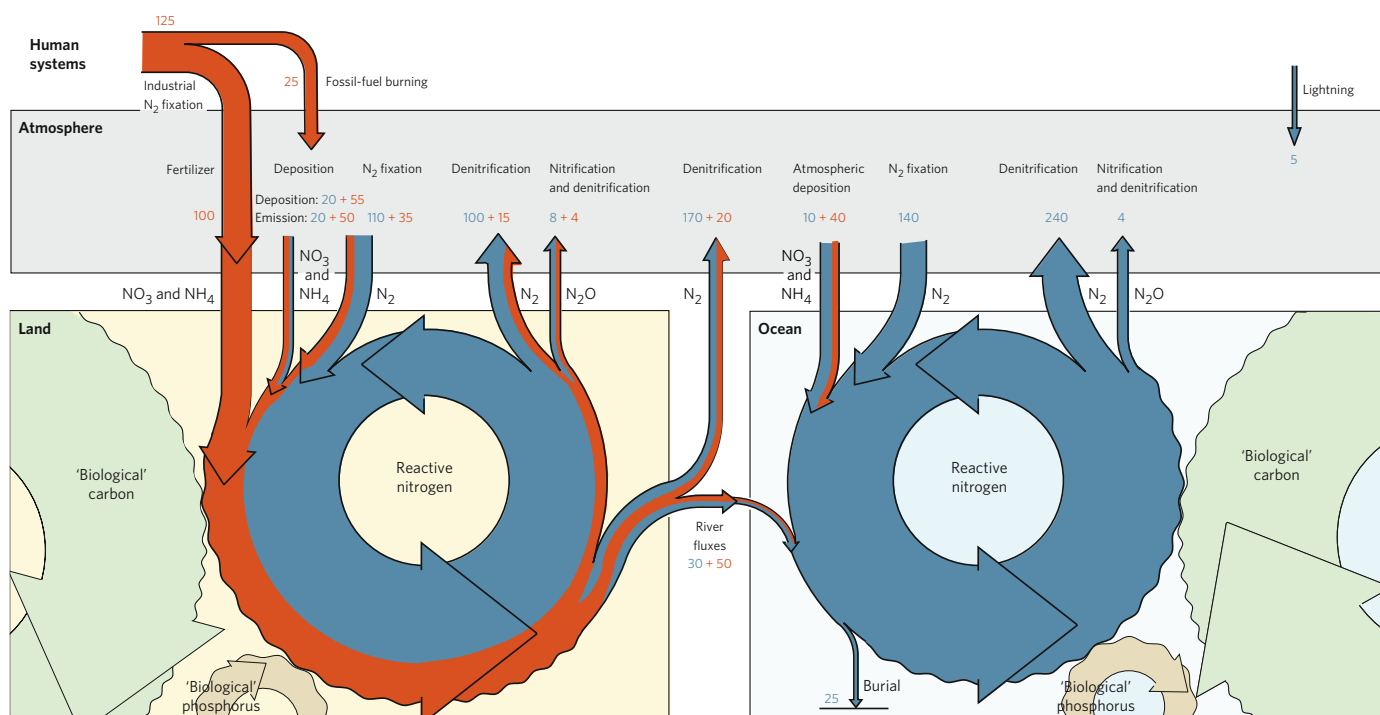 125
Human
systems
Industrial
N2 fixation
25
Fossil-fuel burning
Lightning
5
Atmosphere
Fertilizer
100
Deposition
Deposition: 20 + 55
Emission: 20 + 50
N2 fixation
110 + 35
Denitrification
100 + 15
Nitrification
and denitrification
8 + 4
Denitrification
170 + 20
Atmospheric
deposition
10 + 40
N2 fixation
140
Denitrification
240
Nitrification
and denitrification
4
NO3 and NH4
NO3
and
NH4
N2
N2
N2O
N2
NO3
and
NH4
N2
N2
N2O
Land
'Biological'
carbon
Reactive
nitrogen
'Biological'
phosphorus
River
fluxes
30 + 50
Ocean
Reactive
nitrogen
'Biological'
carbon
25
Burial
'Biological'
phosphorus